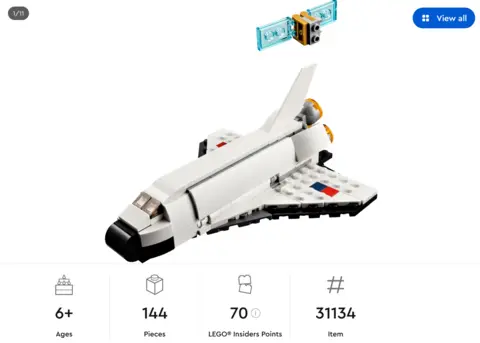 1/11
View all
6+
144
70
31134
Ages
Pieces
LEGO® Insiders Points
Item